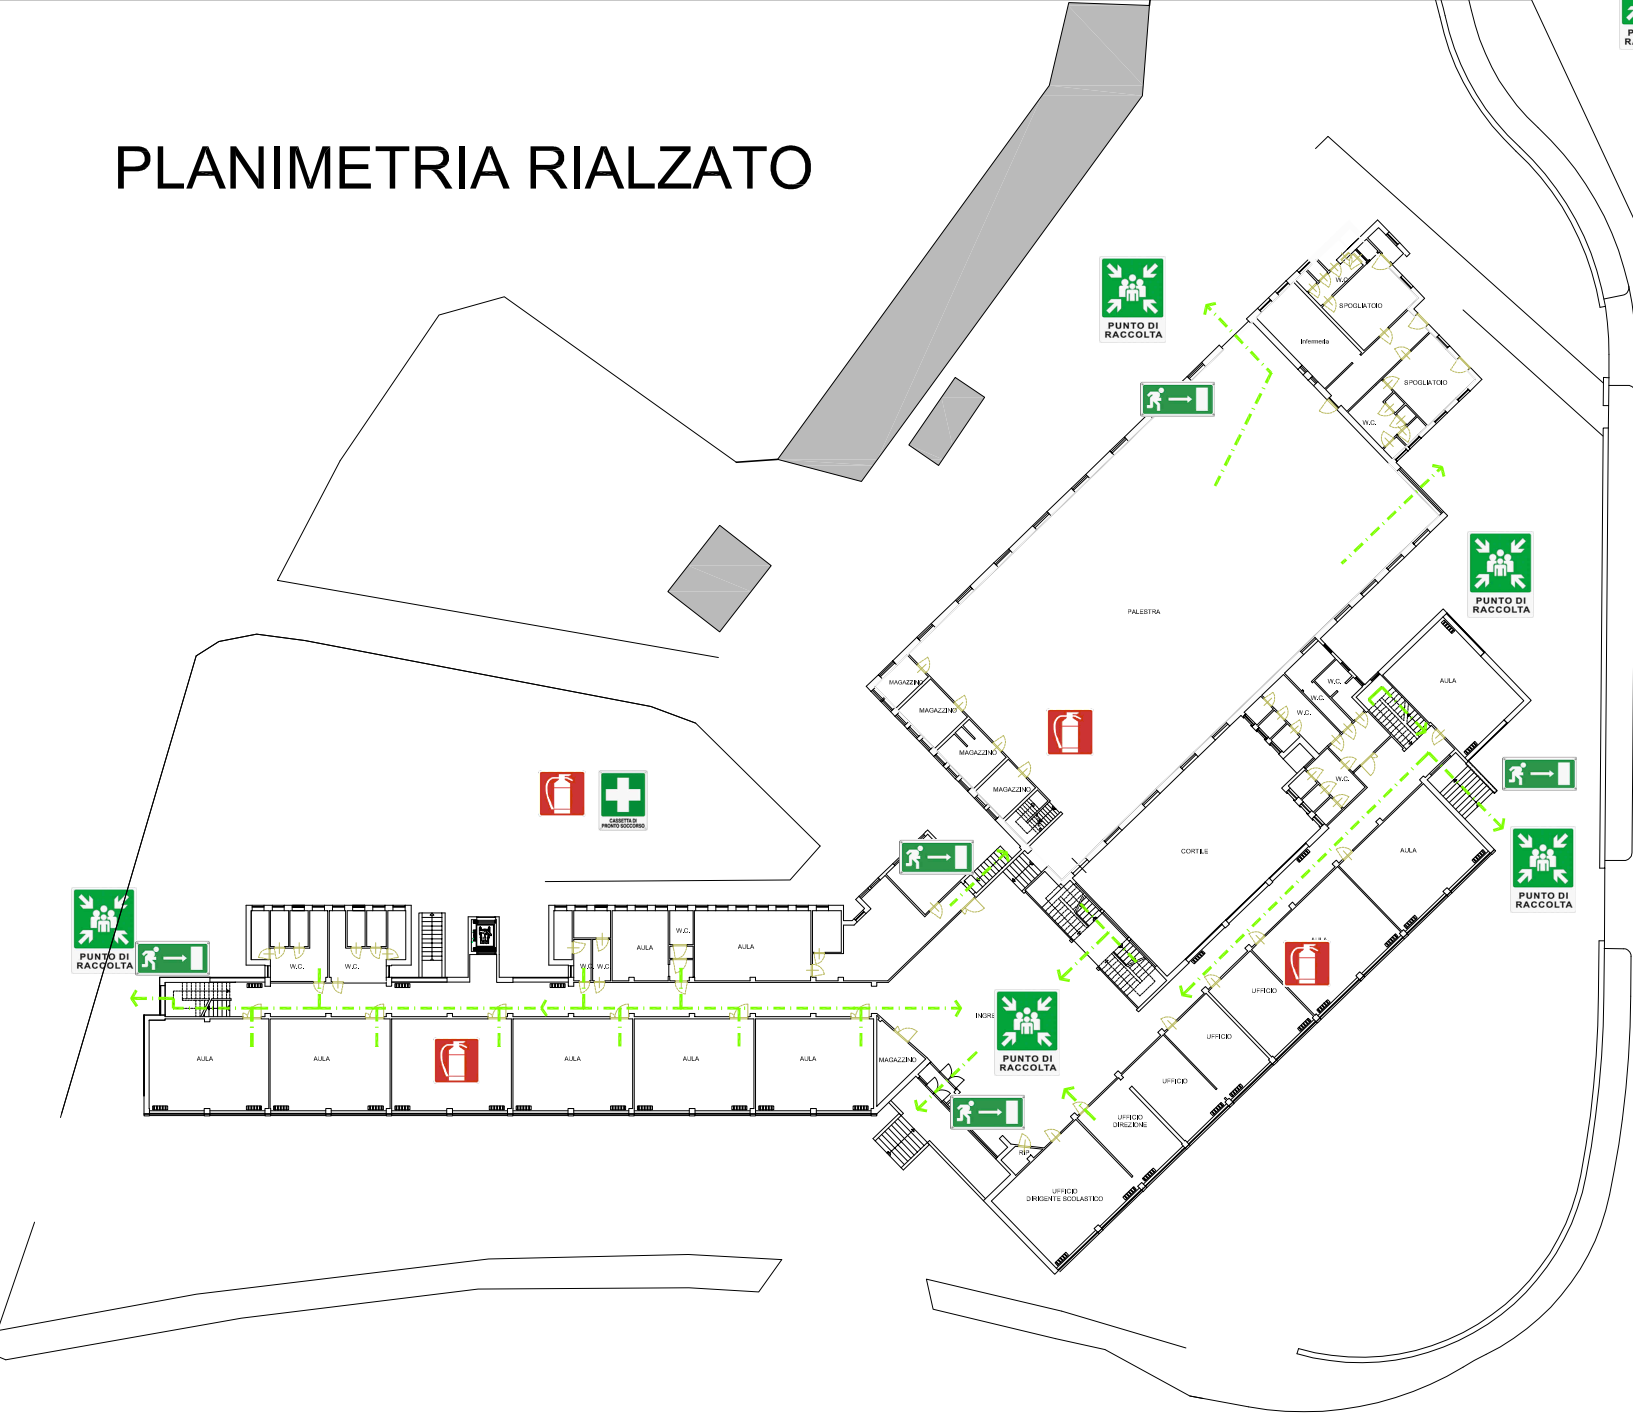 PLANIMETRIA RIALZATO
W.C.
SPOGLIATOIO
Infermeria
SPOGLIATOIO
W.C.
PUNTO DI
RACCOLTA
PUNTO DI
RACCOLTA
PALESTRA
MAGAZZINO
MAGAZZINO
MAGAZZINO
MAGAZZINO
W.C.
W.C.
W.C.
W.C.
AULA
CORTILE
AULA
PUNTO DI
RACCOLTA
CASSETTA DI
PRONTO SOCCORSO
PUNTO DI
RACCOLTA
W.C.
W.C.
W.C.
W.C.
AULA
W.C.
AULA
AULA
AULA
AULA
AULA
AULA
MAGAZZINO
INGRE
PUNTO DI
RACCOLTA
UFFICIO
UFFICIO
UFFICIO
UFFICIO
DIREZIONE
RIP.
UFFICIO
DIRIGENTE SCOLASTICO